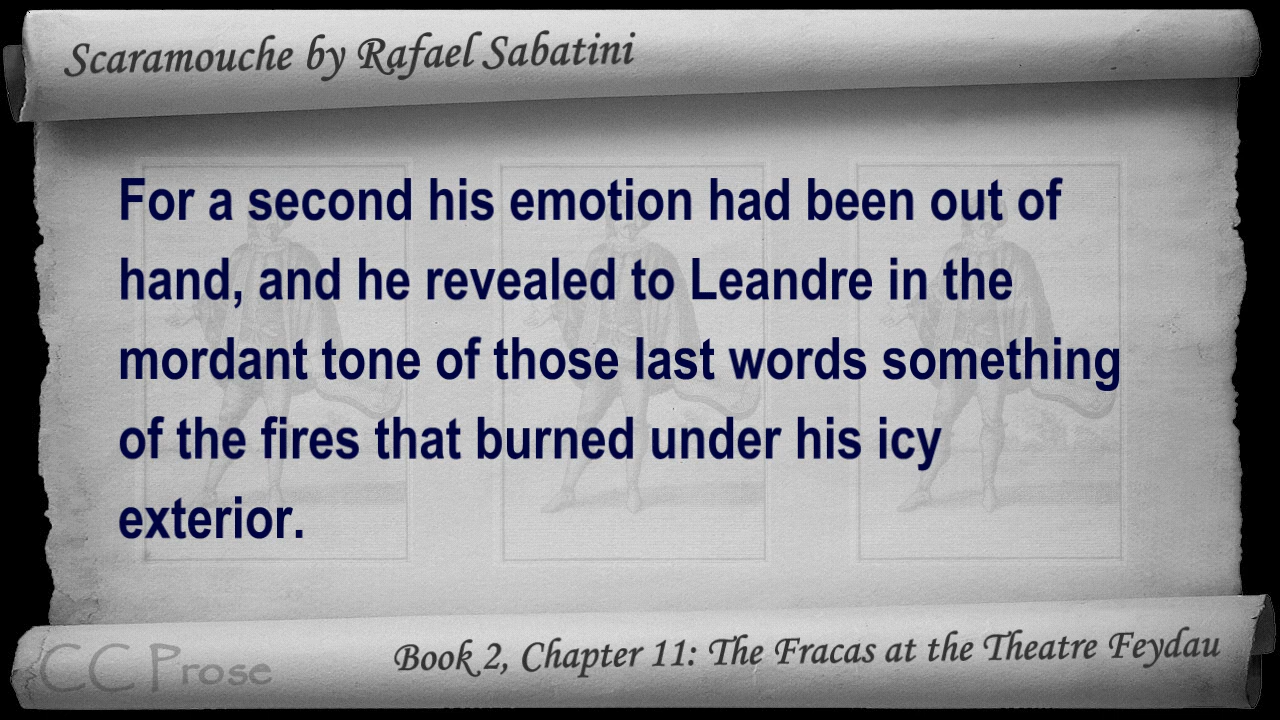 Scaramouche by Rafael Sabatini
For a second his emotion had been out of
hand, and he revealed to Leandre in the
mordant tone of those last words something
of the fires that burned under his icy
exterior.
CC Prose
Book 2, Chapter 11: The Fracas at the Theatre Feydau